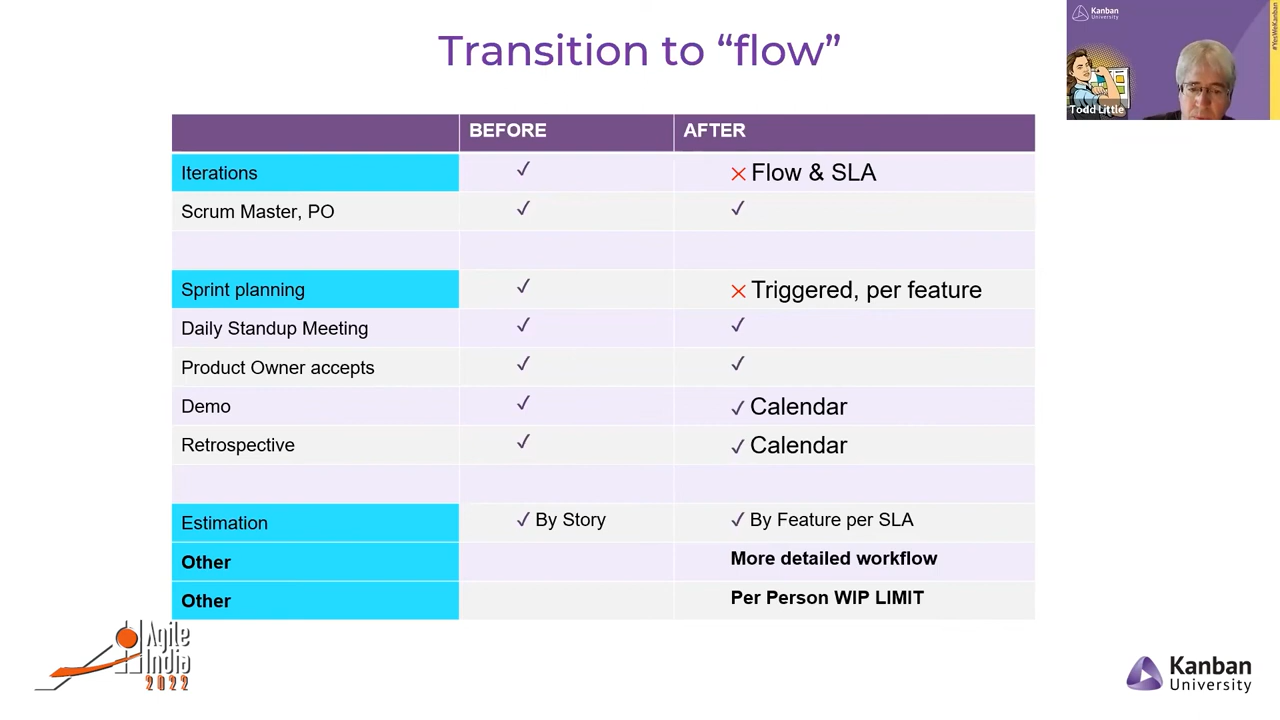 Transition to “flow”
Kanban
University
#YesWeKanban
Todd Little
BEFORE AFTER
Iterations ✓ × Flow & SLA
Scrum Master, PO ✓ ✓
Sprint planning ✓ × Triggered, per feature
Daily Standup Meeting ✓ ✓
Product Owner accepts ✓ ✓
Demo ✓ ✓ Calendar
Retrospective ✓ ✓ Calendar
Estimation ✓ By Story ✓ By Feature per SLA
Other More detailed workflow
Other Per Person WIP LIMIT
Agile
India
2022
Kanban
University